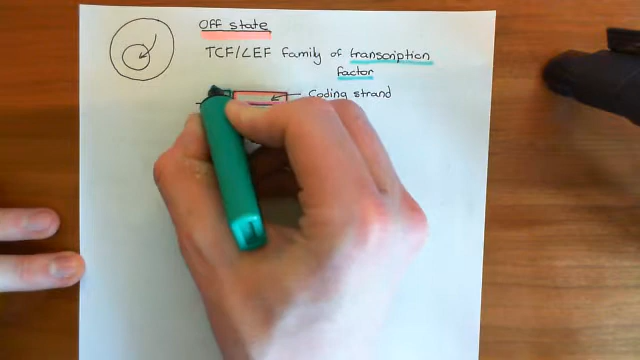 Off state
TCF/LEF family of transcription
factor
Coding strand